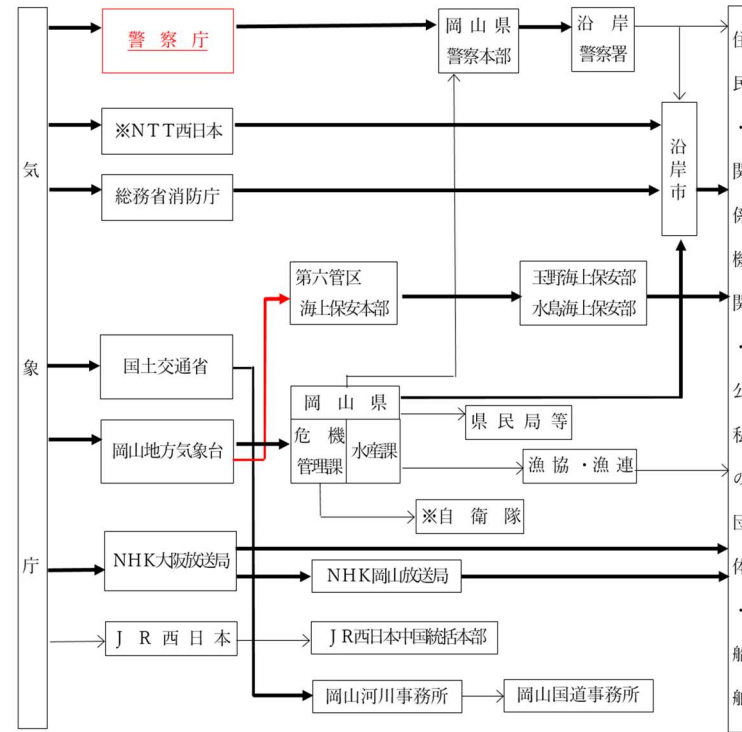 気象庁
警察庁
岡山県
警察本部
沿岸
警察署
※NTT西日本
総務省消防庁
沿岸市
第六管区
海上保安本部
玉野海上保安部
水島海上保安部
国土交通省
岡山地方気象台
岡山県
危機
管理課
水産課
県民局等
漁協・漁連
※自衛隊
NHK大阪放送局
NHK岡山放送局
JR西日本
JR西日本中国統括本部
岡山河川事務所
岡山国道事務所
住民・関係機関・公私の団体・船舶